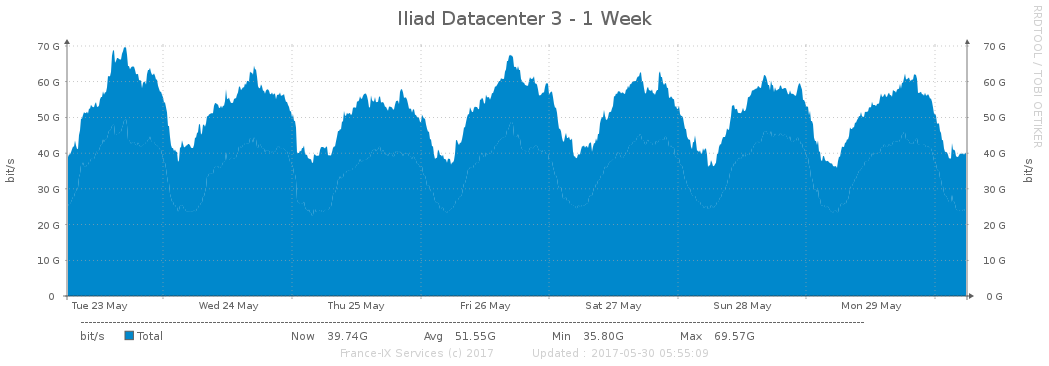 Iliad Datacenter 3 - 1 Week
RRDTOOL / TOBI OETIKER
bit/s
70 G
60 G
50 G
40 G
30 G
20 G
10 G
0
70 G
60 G
50 G
40 G
30 G
20 G
10 G
0 G
bit/s
Tue 23 May Wed 24 May Thu 25 May Fri 26 May Sat 27 May Sun 28 May Mon 29 May
bit/s Total Now 39.74G Avg 51.55G Min 35.80G Max 69.57G
France-IX Services (c) 2017 Updated : 2017-05-30 05:55:09